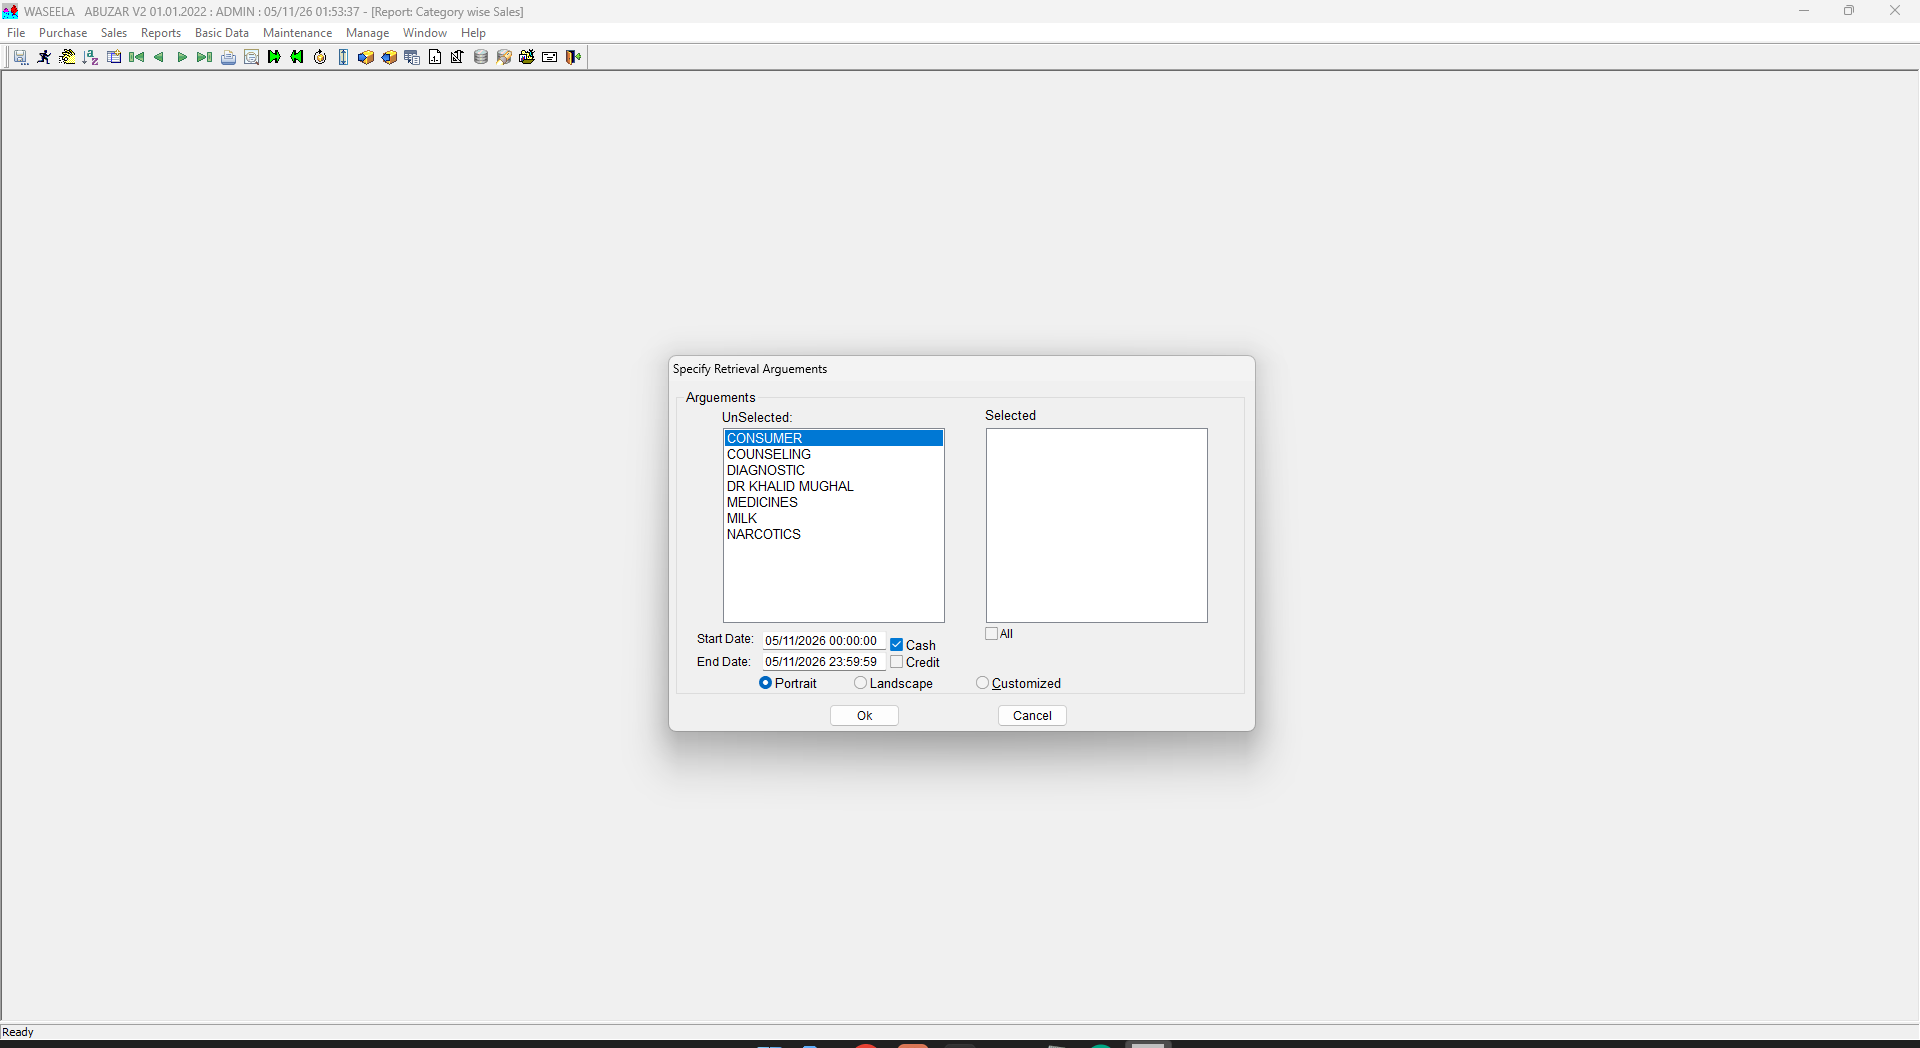 WASEELA   ABUZAR V2 01.01.2022 : ADMIN : 05/11/26 01:53:37 - [Report: Category wise Sales]
File Purchase Sales Reports Basic Data Maintenance Manage Window Help
Specify Retrieval Arguements
Arguements
UnSelected:
Selected
CONSUMER
COUNSELING
DIAGNOSTIC
DR KHALID MUGHAL
MEDICINES
MILK
NARCOTICS
All
Start Date: 05/11/2026 00:00:00 Cash
End Date: 05/11/2026 23:59:59 Credit
Portrait Landscape Customized
Ok Cancel
Ready